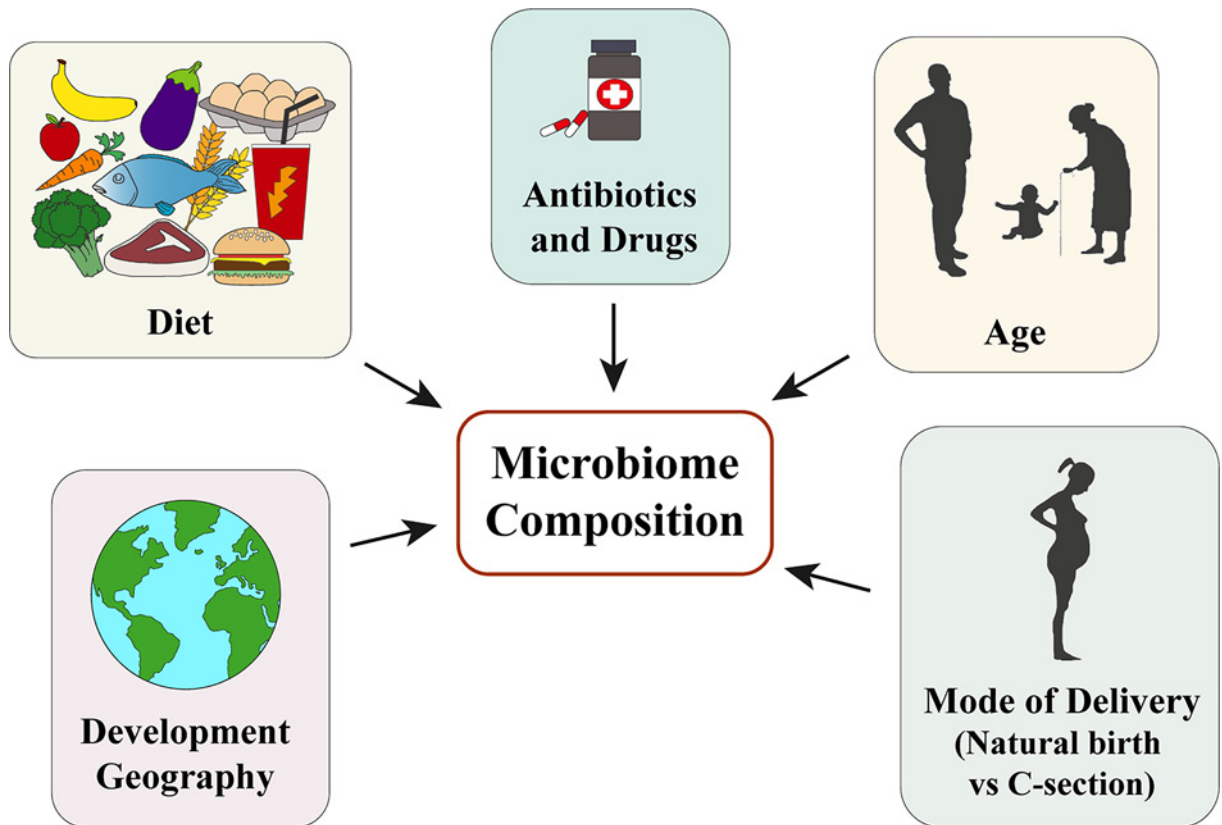 Diet
Antibiotics
and Drugs
Age
Microbiome
Composition
Development
Geography
Mode of Delivery
(Natural birth
vs C-section)